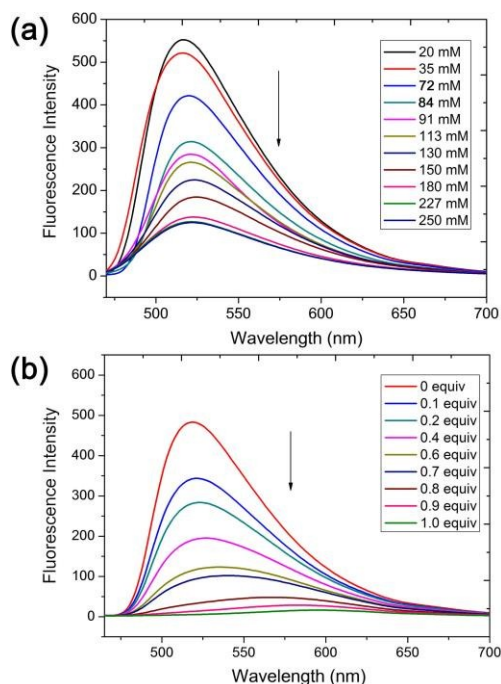 (a)
600
500
400
300
200
100
0
Fluorescence Intensity
20 mM
35 mM
72 mM
84 mM
91 mM
113 mM
130 mM
150 mM
180 mM
227 mM
250 mM
500 550 600 650 700
Wavelength (nm)
(b)
600
500
400
300
200
100
0
Fluorescence Intensity
0 equiv
0.1 equiv
0.2 equiv
0.4 equiv
0.6 equiv
0.7 equiv
0.8 equiv
0.9 equiv
1.0 equiv
500 550 600 650 700
Wavelength (nm)